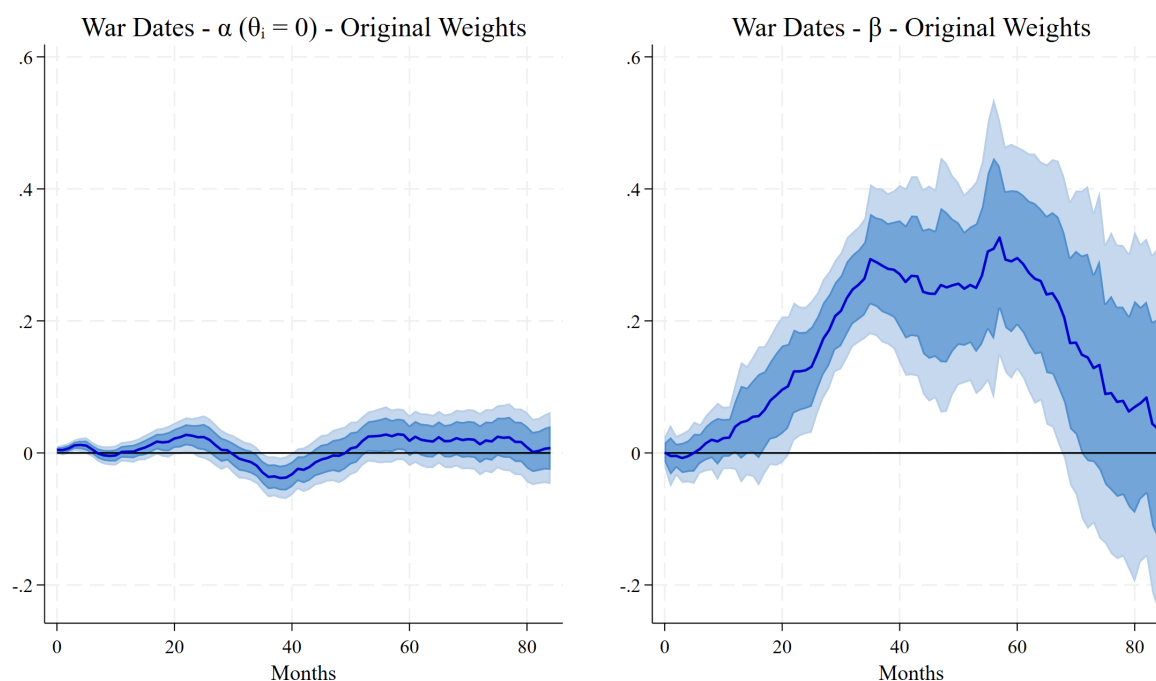 War Dates - α (θᵢ = 0) - Original Weights
.6
.4
.2
0
-.2
0 20 40 60 80
Months
War Dates - β - Original Weights
.6
.4
.2
0
-.2
0 20 40 60 80
Months